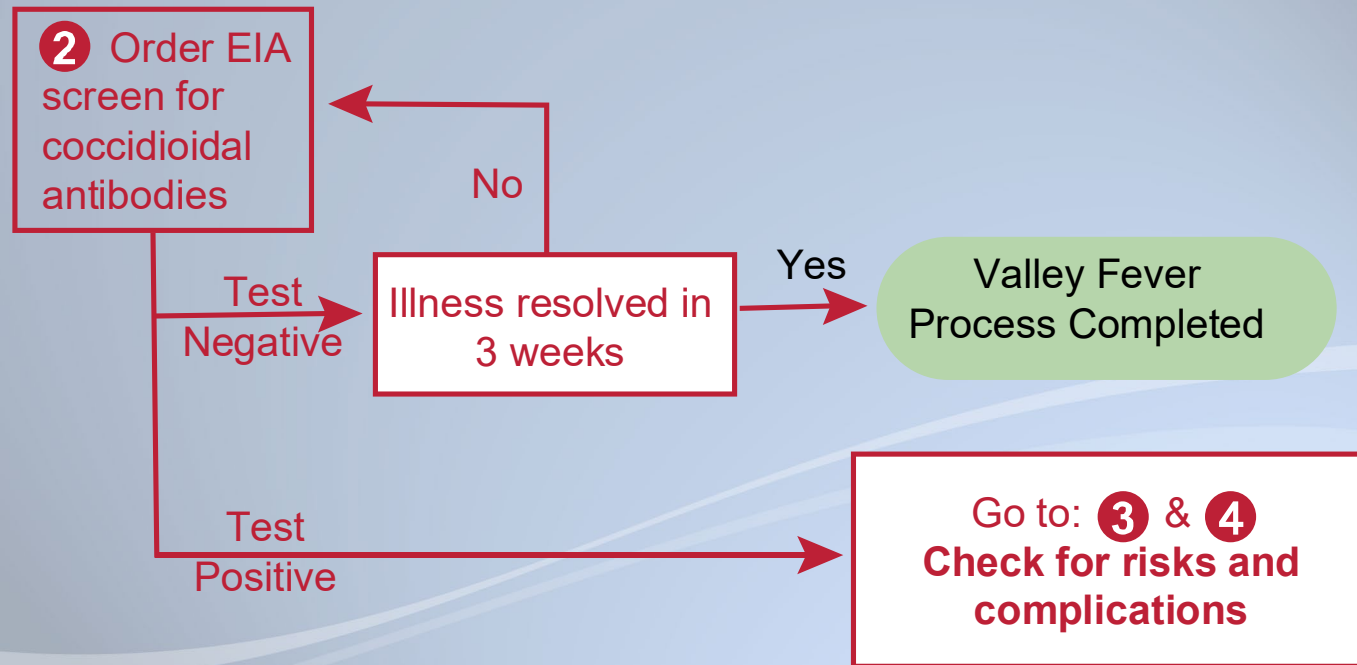 2 Order EIA
screen for
coccidioidal
antibodies
No
Test
Negative
Illness resolved in
3 weeks
Yes
Valley Fever
Process Completed
Test
Positive
Go to: 3 & 4
Check for risks and
complications